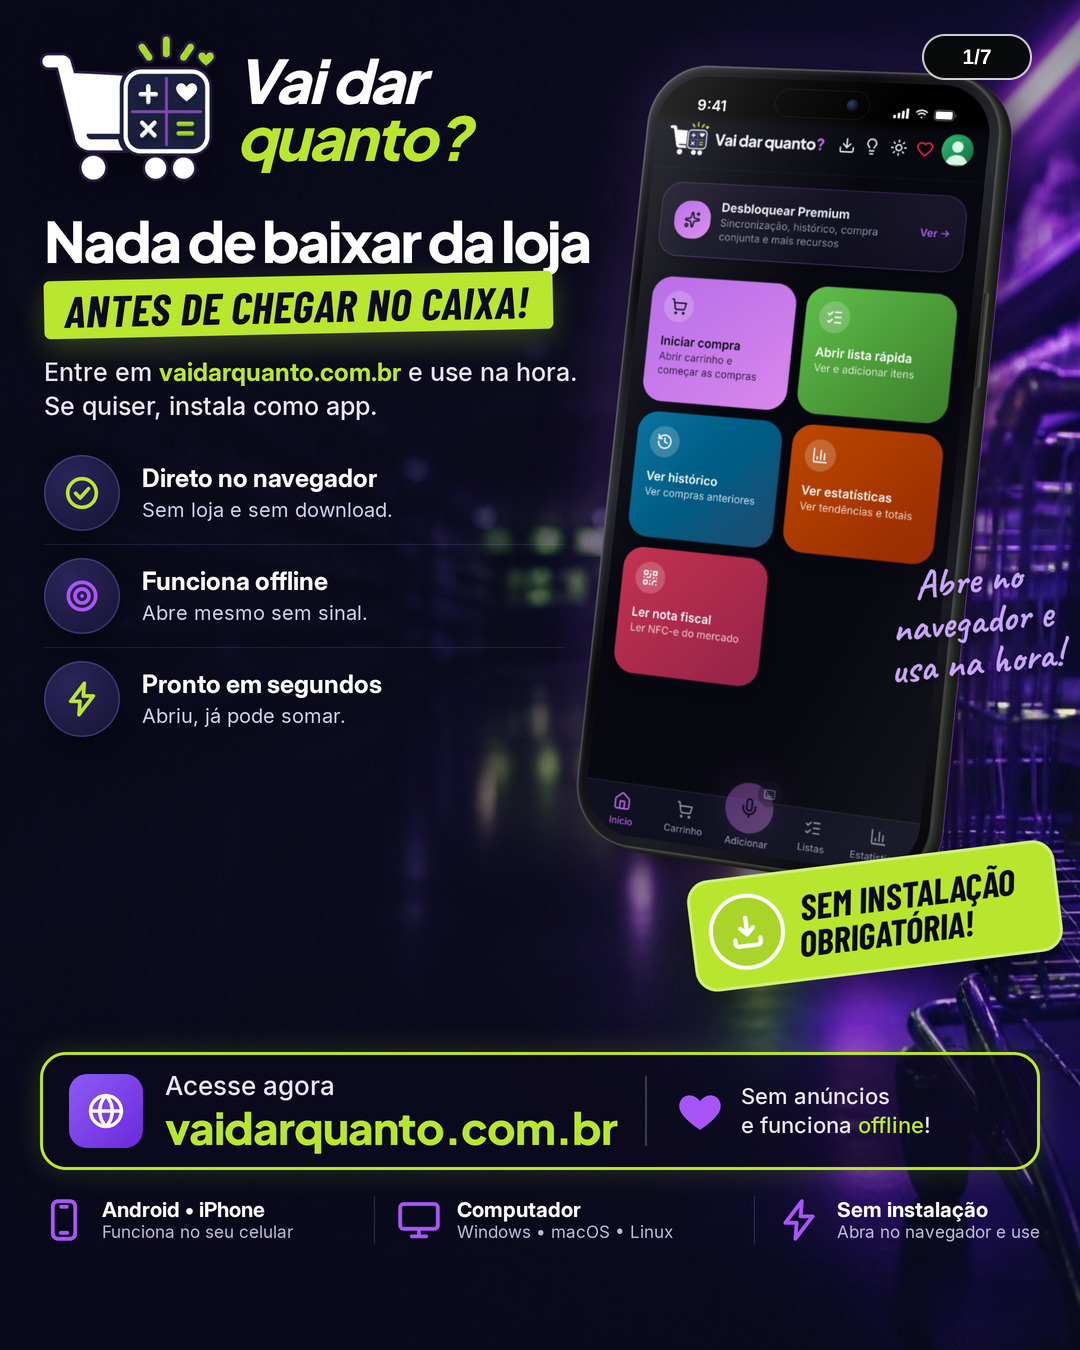 Vai dar
quanto?
1/7
Nada de baixar da loja
ANTES DE CHEGAR NO CAIXA!
Entre em vaidarquanto.com.br e use na hora.
Se quiser, instala como app.
Direto no navegador
Sem loja e sem download.
Funciona offline
Abre mesmo sem sinal.
Pronto em segundos
Abriu, já pode somar.
9:41
Vai dar quanto?
Desbloquear Premium
Sincronização, histórico, compra
conjunta e mais recursos
Ver →
Iniciar compra
Abrir carrinho e
começar as compras
Abrir lista rápida
Ver e adicionar itens
Ver histórico
Ver compras anteriores
Ver estatísticas
Ver tendências e totais
Ler nota fiscal
Ler NFC-e do mercado
Início
Carrinho
Adicionar
Listas
Abre no
navegador e
usa na hora!
SEM INSTALAÇÃO
OBRIGATÓRIA!
Acesse agora
vaidarquanto.com.br
Sem anúncios
e funciona offline!
Android • iPhone
Funciona no seu celular
Computador
Windows • macOS • Linux
Sem instalação
Abra no navegador e use